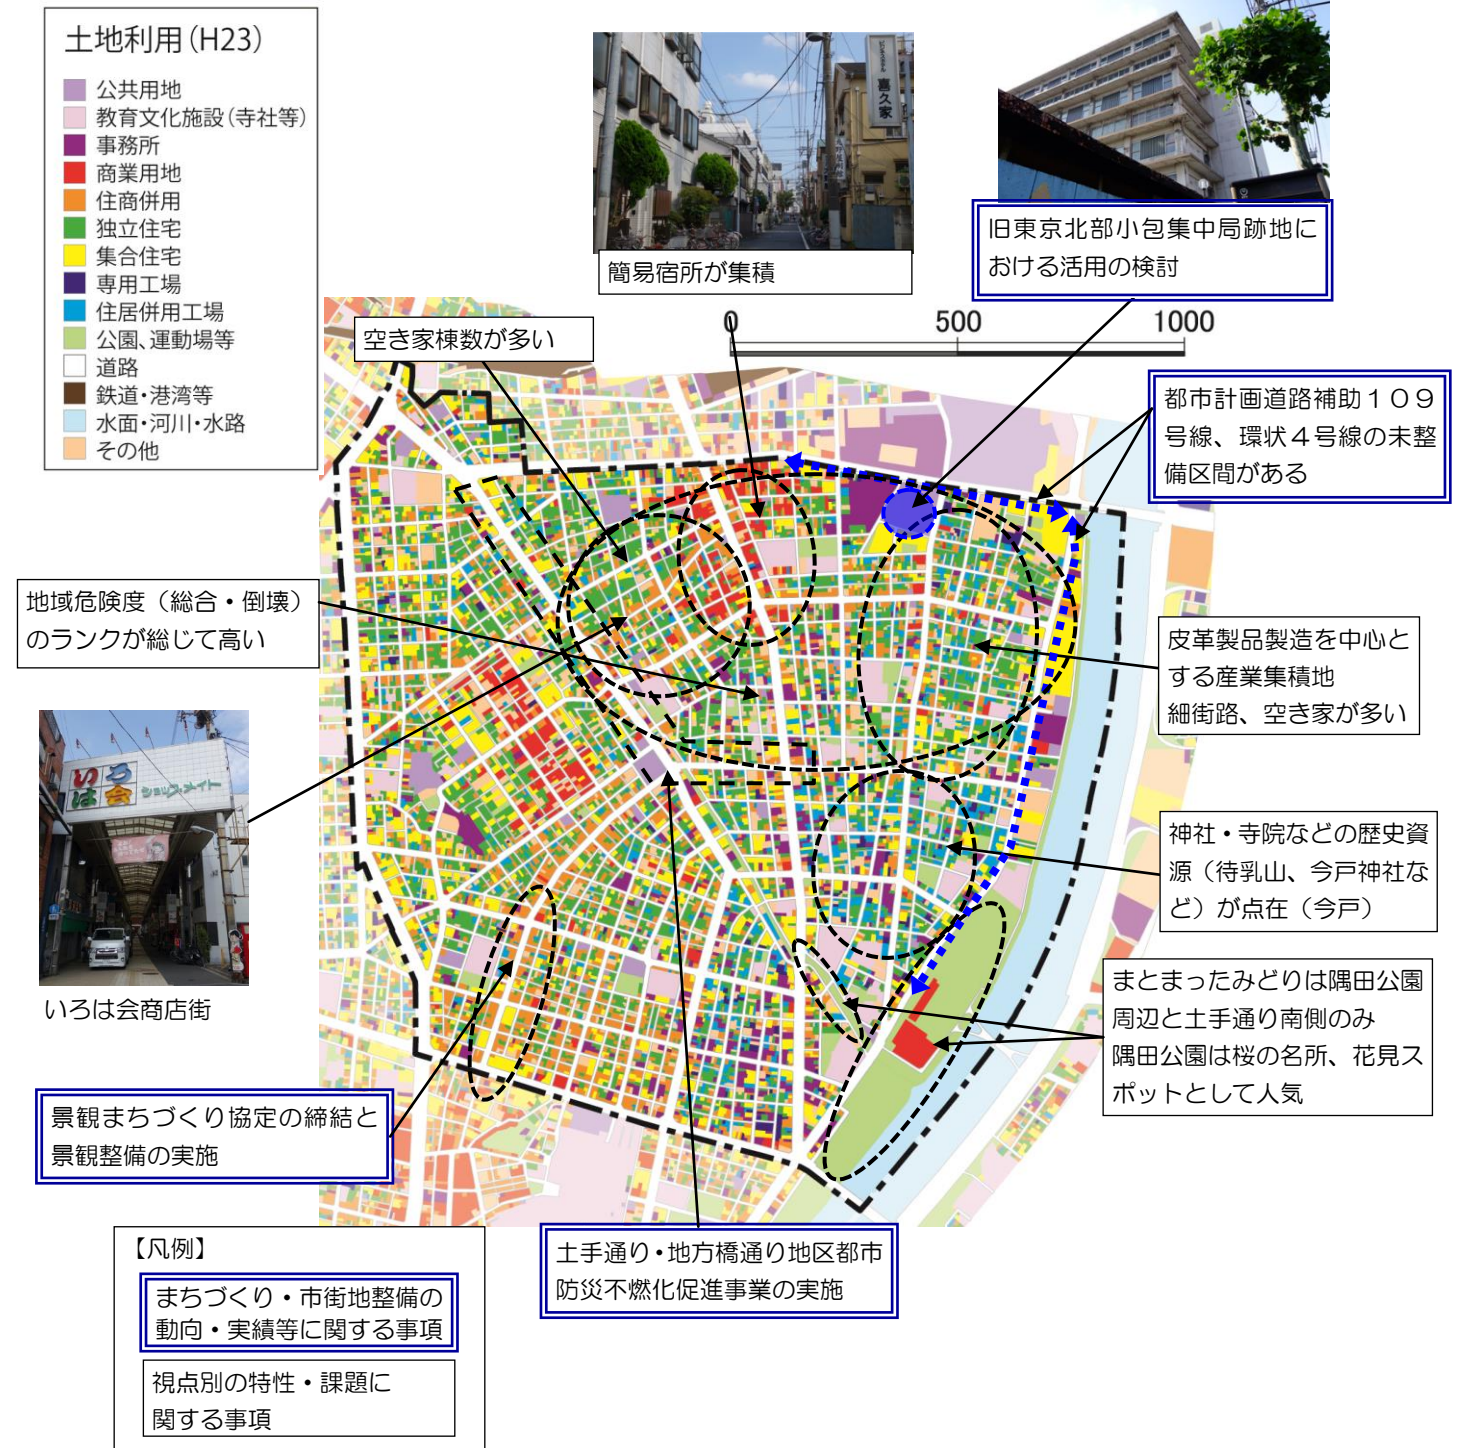 土地利用(H23)
公共用地
教育文化施設(寺社等)
事務所
商業用地
住商併用
独立住宅
集合住宅
専用工場
住居併用工場
公園、運動場等
道路
鉄道・港湾等
水面・河川・水路
その他
喜久家
簡易宿所が集積
旧東京北部小包集中局跡地に
おける活用の検討
0 500 1000
空き家棟数が多い
都市計画道路補助109
号線、環状4号線の未整
備区間がある
地域危険度(総合・倒壊)
のランクが総じて高い
皮革製品製造を中心と
する産業集積地
細街路、空き家が多い
いろは会
ショップ・メイト
いろは会商店街
神社・寺院などの歴史資
源(待乳山、今戸神社な
ど)が点在(今戸)
まとまったみどりは隅田公園
周辺と土手通り南側のみ
隅田公園は桜の名所、花見ス
ポットとして人気
景観まちづくり協定の締結と
景観整備の実施
土手通り・地方橋通り地区都市
防災不燃化促進事業の実施
【凡例】
まちづくり・市街地整備の
動向・実績等に関する事項
視点別の特性・課題に
関する事項